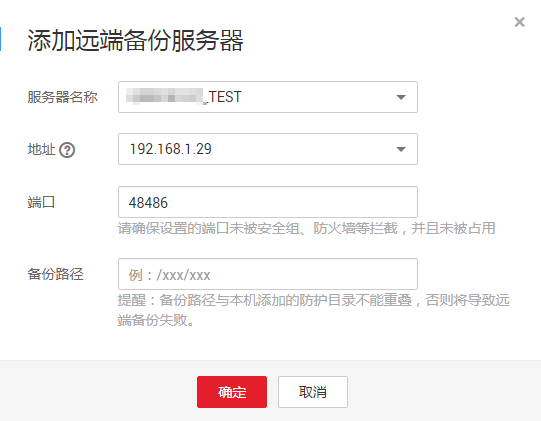 添加远端备份服务器
服务器名称
_TEST
地址
192.168.1.29
端口
48486
请确保设置的端口未被安全组、防火墙等拦截，并且未被占用
备份路径
例：/xxx/xxx
提醒：备份路径与本机添加的防护目录不能重叠，否则将导致远
端备份失败。
确定
取消